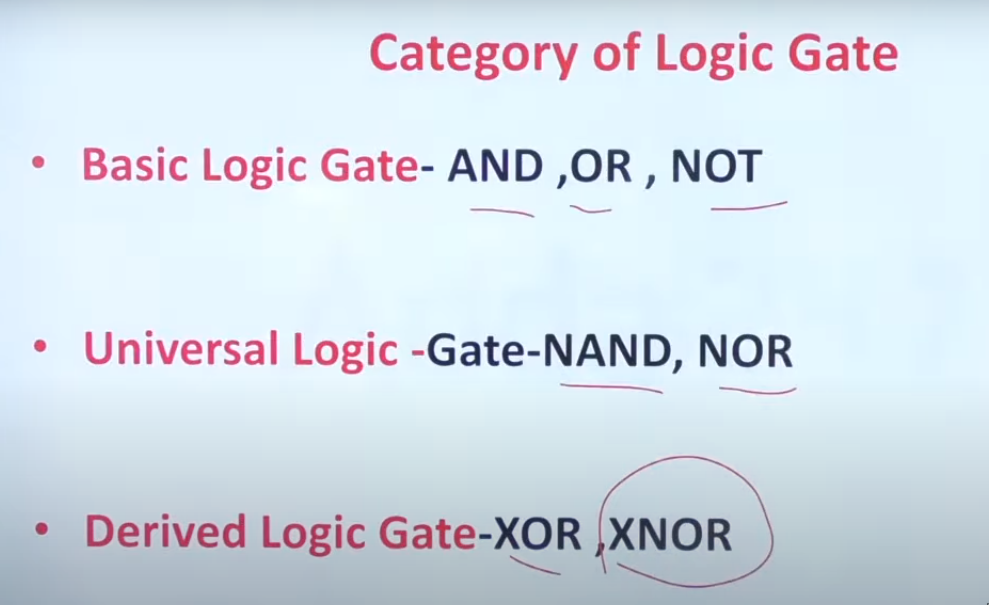 Category of Logic Gate
• Basic Logic Gate- AND ,OR , NOT
• Universal Logic -Gate-NAND, NOR
• Derived Logic Gate-XOR ,XNOR